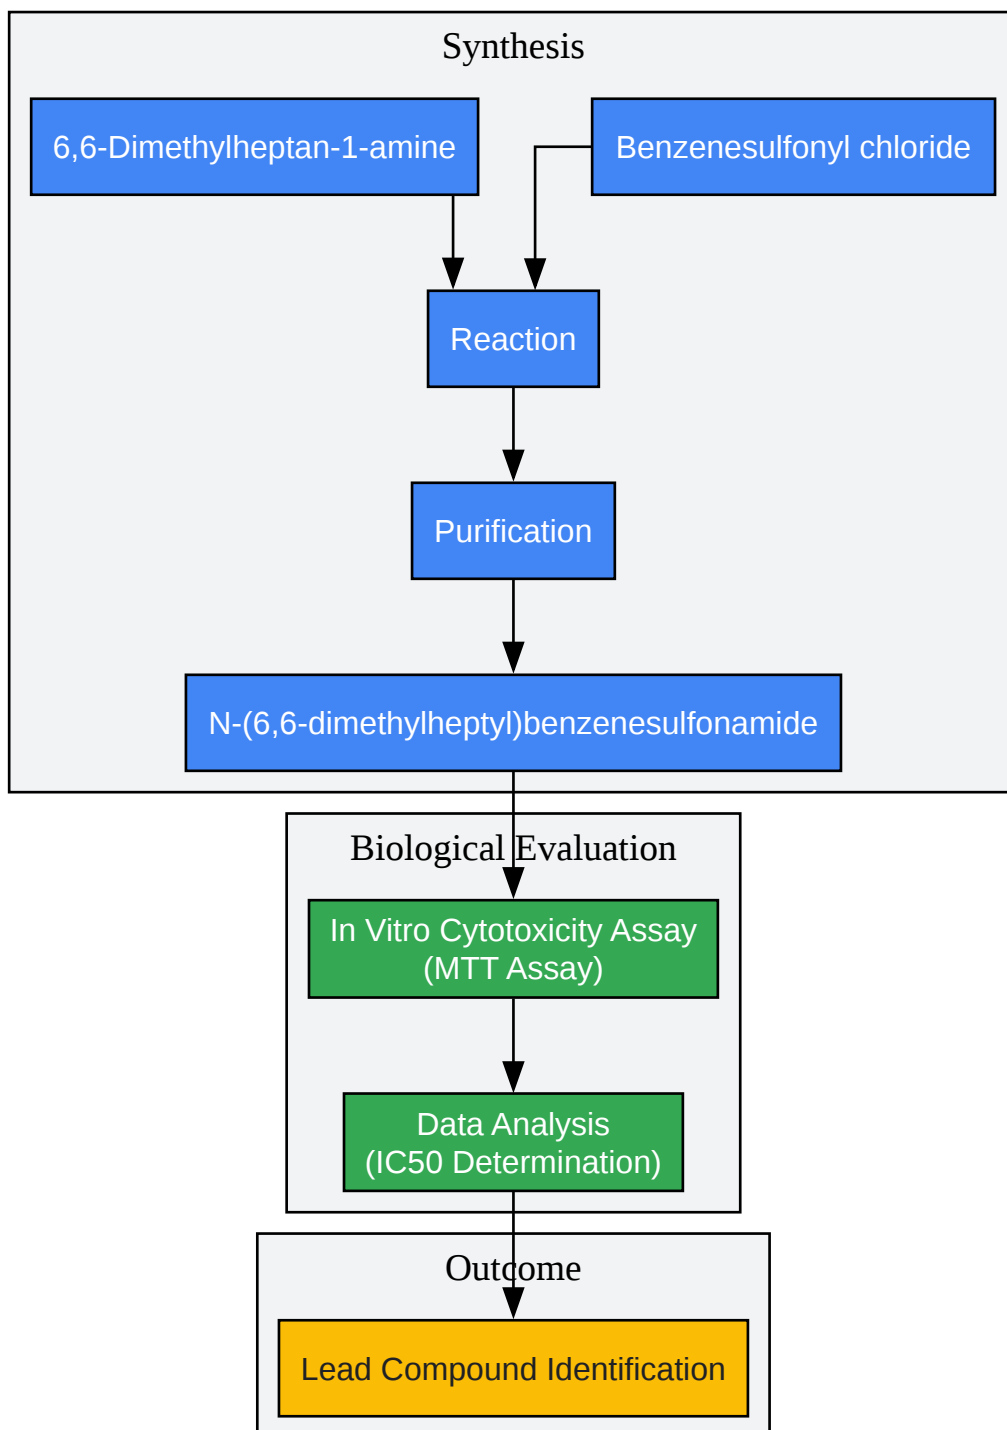 Synthesis
6,6-Dimethylheptan-1-amine
Benzenesulfonyl chloride
Reaction
Purification
N-(6,6-dimethylheptyl)benzenesulfonamide
Biological Evaluation
In Vitro Cytotoxicity Assay
(MTT Assay)
Data Analysis
(IC50 Determination)
Outcome
Lead Compound Identification